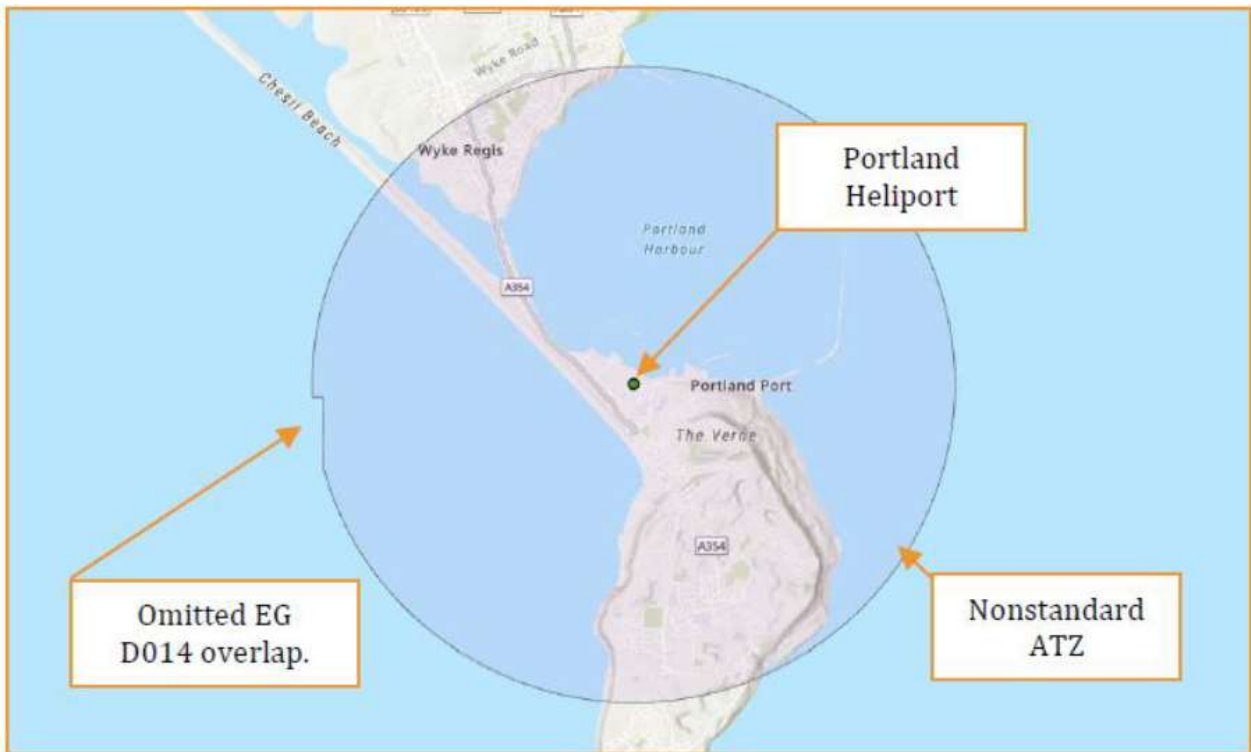 Wyke Road
Chesil Beach
Wyke Regis
Portland
Heliport
Portland
Harbour
A354
Portland Port
The Verne
A354
Omitted EG
D014 overlap.
Nonstandard
ATZ